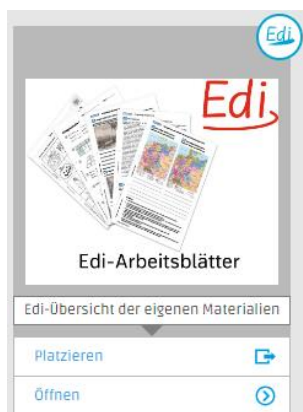 Edi
Edi
Edi-Arbeitsblätter
Edi-Übersicht der eigenen Materialien
Platzieren
Öffnen